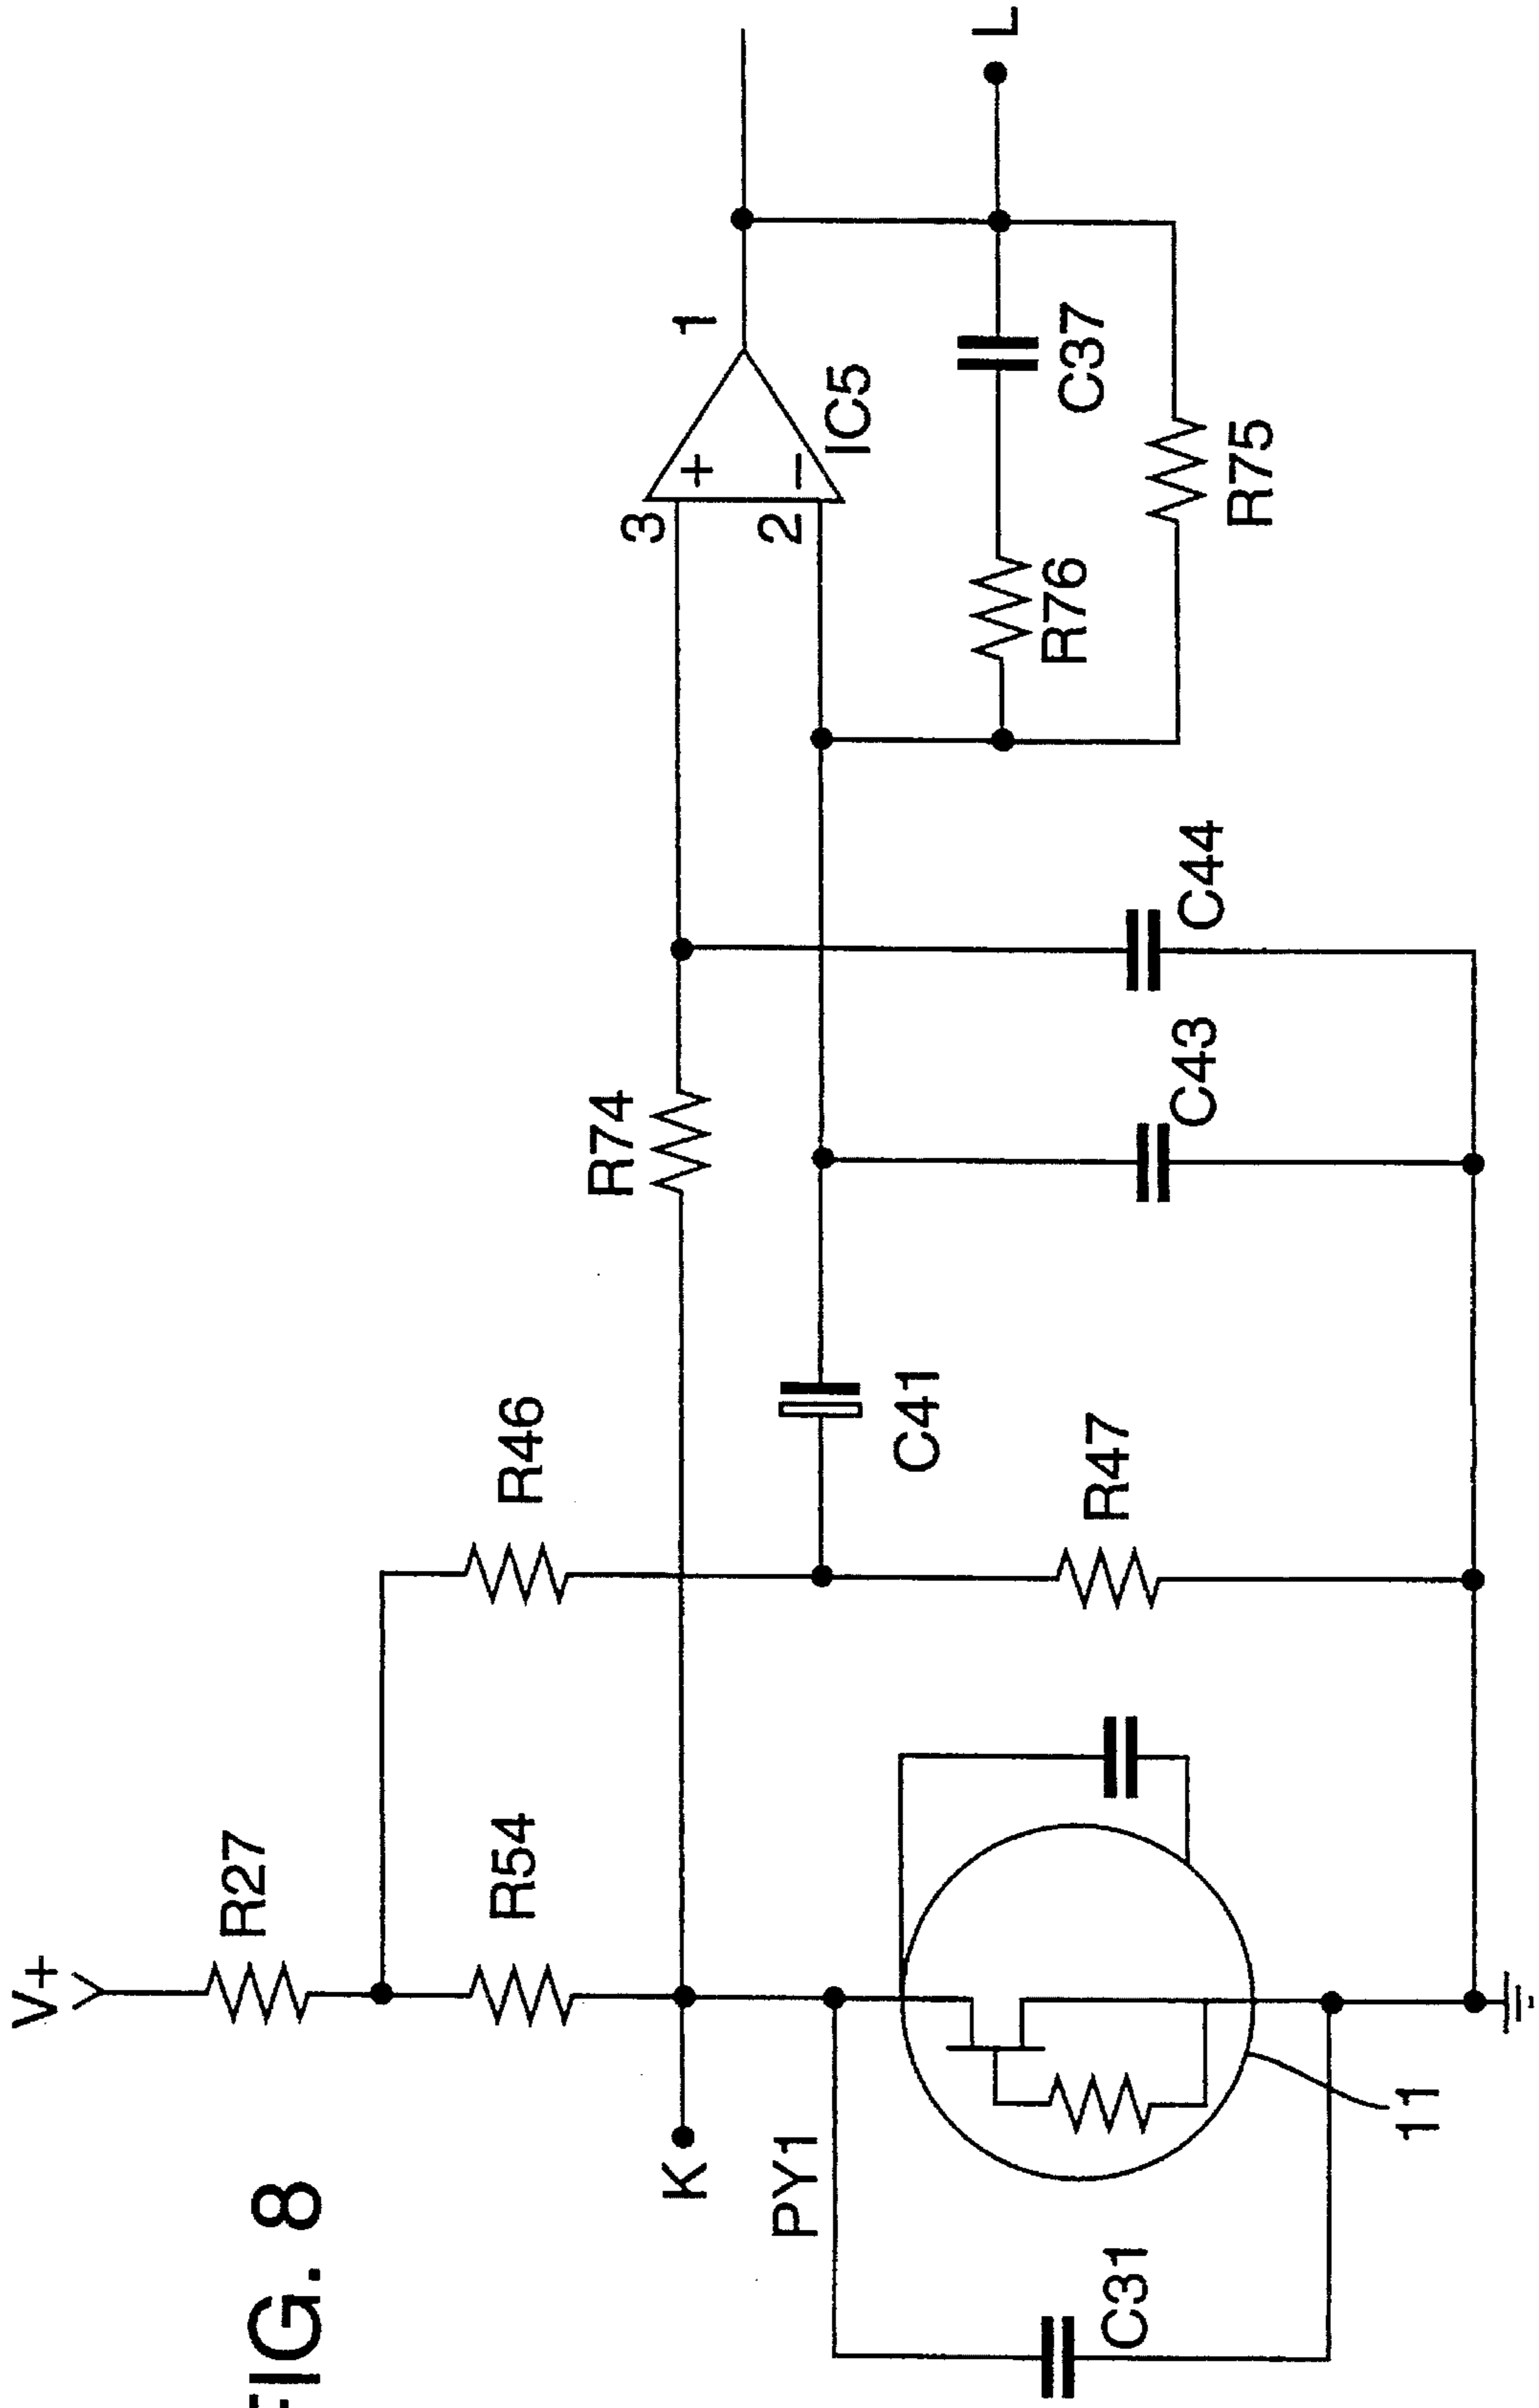 FIG. 8
V+
R27
R54
R46
K
R74
PY1
C31
11
R47
C41
C43
C44
3
2
+
−
1
IC5
R76
C37
R75
L